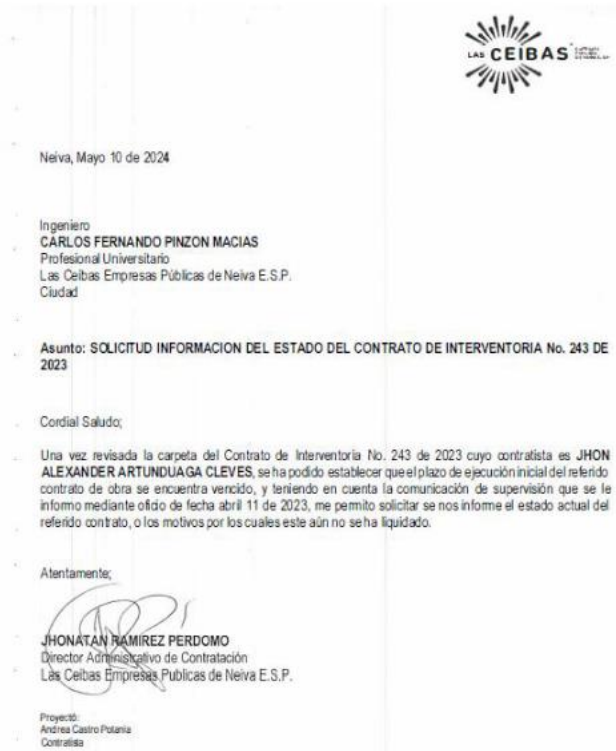 LAS CEIBAS
Neiva, Mayo 10 de 2024
Ingeniero
CARLOS FERNANDO PINZON MACIAS
Profesional Universitario
Las Ceibas Empresas Públicas de Neiva E.S.P.
Ciudad
Asunto: SOLICITUD INFORMACION DEL ESTADO DEL CONTRATO DE INTERVENTORIA No. 243 DE
2023
Cordial Saludo;
Una vez revisada la carpeta del Contrato de Interventoria No. 243 de 2023 cuyo contratista es JHON
ALEXANDER ARTUNDUAGA CLEVES, se ha podido establecer que el plazo de ejecución inicial del referido
contrato de obra se encuentra vencido, y teniendo en cuenta la comunicación de supervisión que se le
informo mediante oficio de fecha abril 11 de 2023, me permito solicitar se nos informe el estado actual del
referido contrato, o los motivos por los cuales este aún no se ha liquidado.
Atentamente;
JHONATAN RAMIREZ PERDOMO
Director Administrativo de Contratación
Las Ceibas Empresas Publicas de Neiva E.S.P.
Proyectó:
Andrea Castro Polania
Contratista